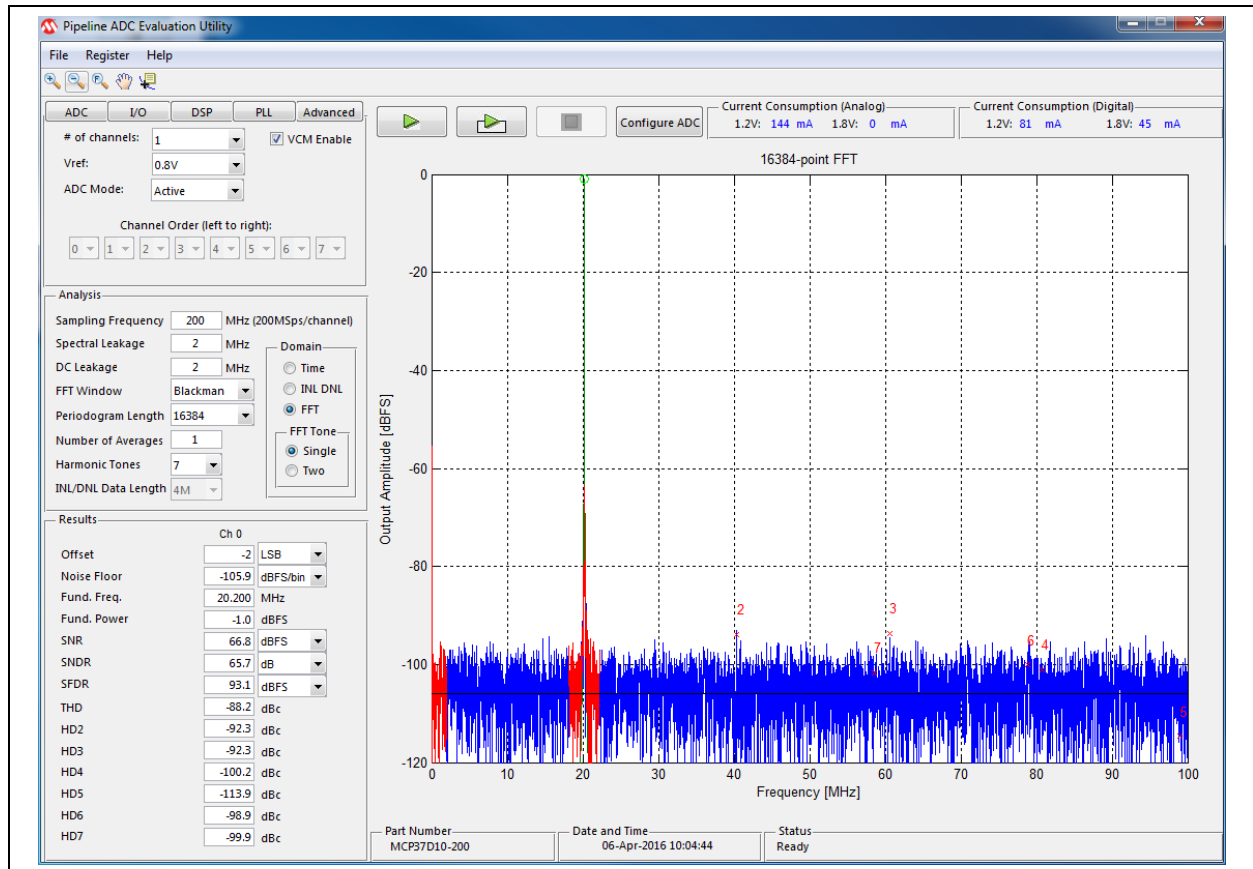 Pipeline ADC Evaluation Utility
File Register Help
ADC I/O DSP PLL Advanced
# of channels: 1 VCM Enable
Vref: 0.8V
ADC Mode: Active
Channel Order (left to right):
0 1 2 3 4 5 6 7
Analysis
Sampling Frequency 200 MHz (200MSps/channel)
Spectral Leakage 2 MHz
DC Leakage 2 MHz
FFT Window Blackman
Periodogram Length 16384
Number of Averages 1
Harmonic Tones 7
INL/DNL Data Length 4M
Domain
Time
INL DNL
FFT
FFT Tone
Single
Two
Results
Ch 0
Offset -2 LSB
Noise Floor -105.9 dBFS/bin
Fund. Freq. 20.200 MHz
Fund. Power -1.0 dBFS
SNR 66.8 dBFS
SNDR 65.7 dB
SFDR 93.1 dBFS
THD -88.2 dBc
HD2 -92.3 dBc
HD3 -92.3 dBc
HD4 -100.2 dBc
HD5 -113.9 dBc
HD6 -98.9 dBc
HD7 -99.9 dBc
Configure ADC
Current Consumption (Analog)
1.2V: 144 mA 1.8V: 0 mA
Current Consumption (Digital)
1.2V: 81 mA 1.8V: 45 mA
16384-point FFT
Output Amplitude [dBFS]
0
-20
-40
-60
-80
-100
-120
2
3
7
6
4
5
0 10 20 30 40 50 60 70 80 90 100
Frequency [MHz]
Part Number
MCP37D10-200
Date and Time
06-Apr-2016 10:04:44
Status
Ready